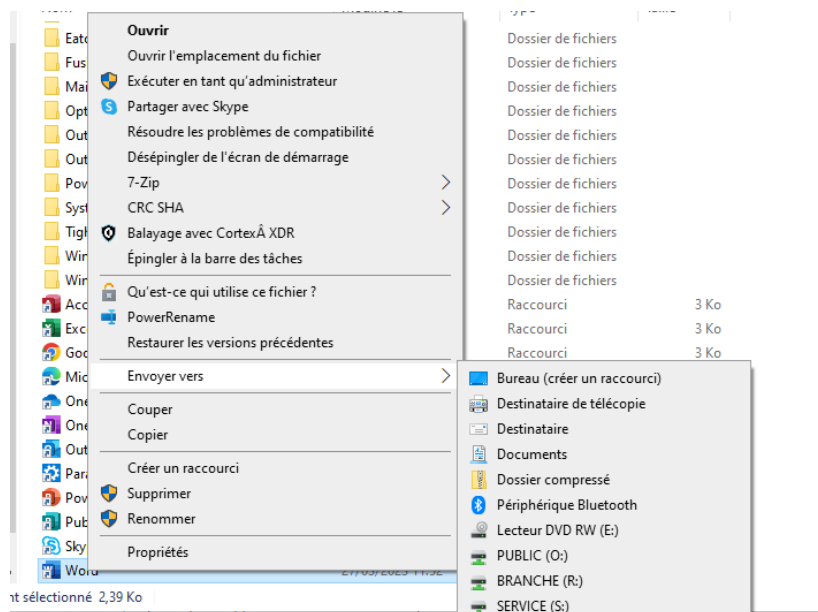 Ouvrir
Ouvrir l'emplacement du fichier
Exécuter en tant qu'administrateur
Partager avec Skype
Résoudre les problèmes de compatibilité
Désépingler de l'écran de démarrage
7-Zip
CRC SHA
Balayage avec CortexÂ XDR
Épingler à la barre des tâches
Qu'est-ce qui utilise ce fichier ?
PowerRename
Restaurer les versions précédentes
Envoyer vers
Couper
Copier
Créer un raccourci
Supprimer
Renommer
Propriétés
Bureau (créer un raccourci)
Destinataire de télécopie
Destinataire
Documents
Dossier compressé
Périphérique Bluetooth
Lecteur DVD RW (E:)
PUBLIC (O:)
BRANCHE (R:)
SERVICE (S:)
Eato
Fus
Mai
Opt
Out
Out
Pov
Syst
Tigh
Win
Win
Acc
Exc
Goo
Mic
One
One
Out
Para
Pov
Pub
Sky
Word
Dossier de fichiers
Dossier de fichiers
Dossier de fichiers
Dossier de fichiers
Dossier de fichiers
Dossier de fichiers
Dossier de fichiers
Dossier de fichiers
Dossier de fichiers
Dossier de fichiers
Dossier de fichiers
Raccourci 3 Ko
Raccourci 3 Ko
Raccourci 3 Ko
nt sélectionné 2,39 Ko